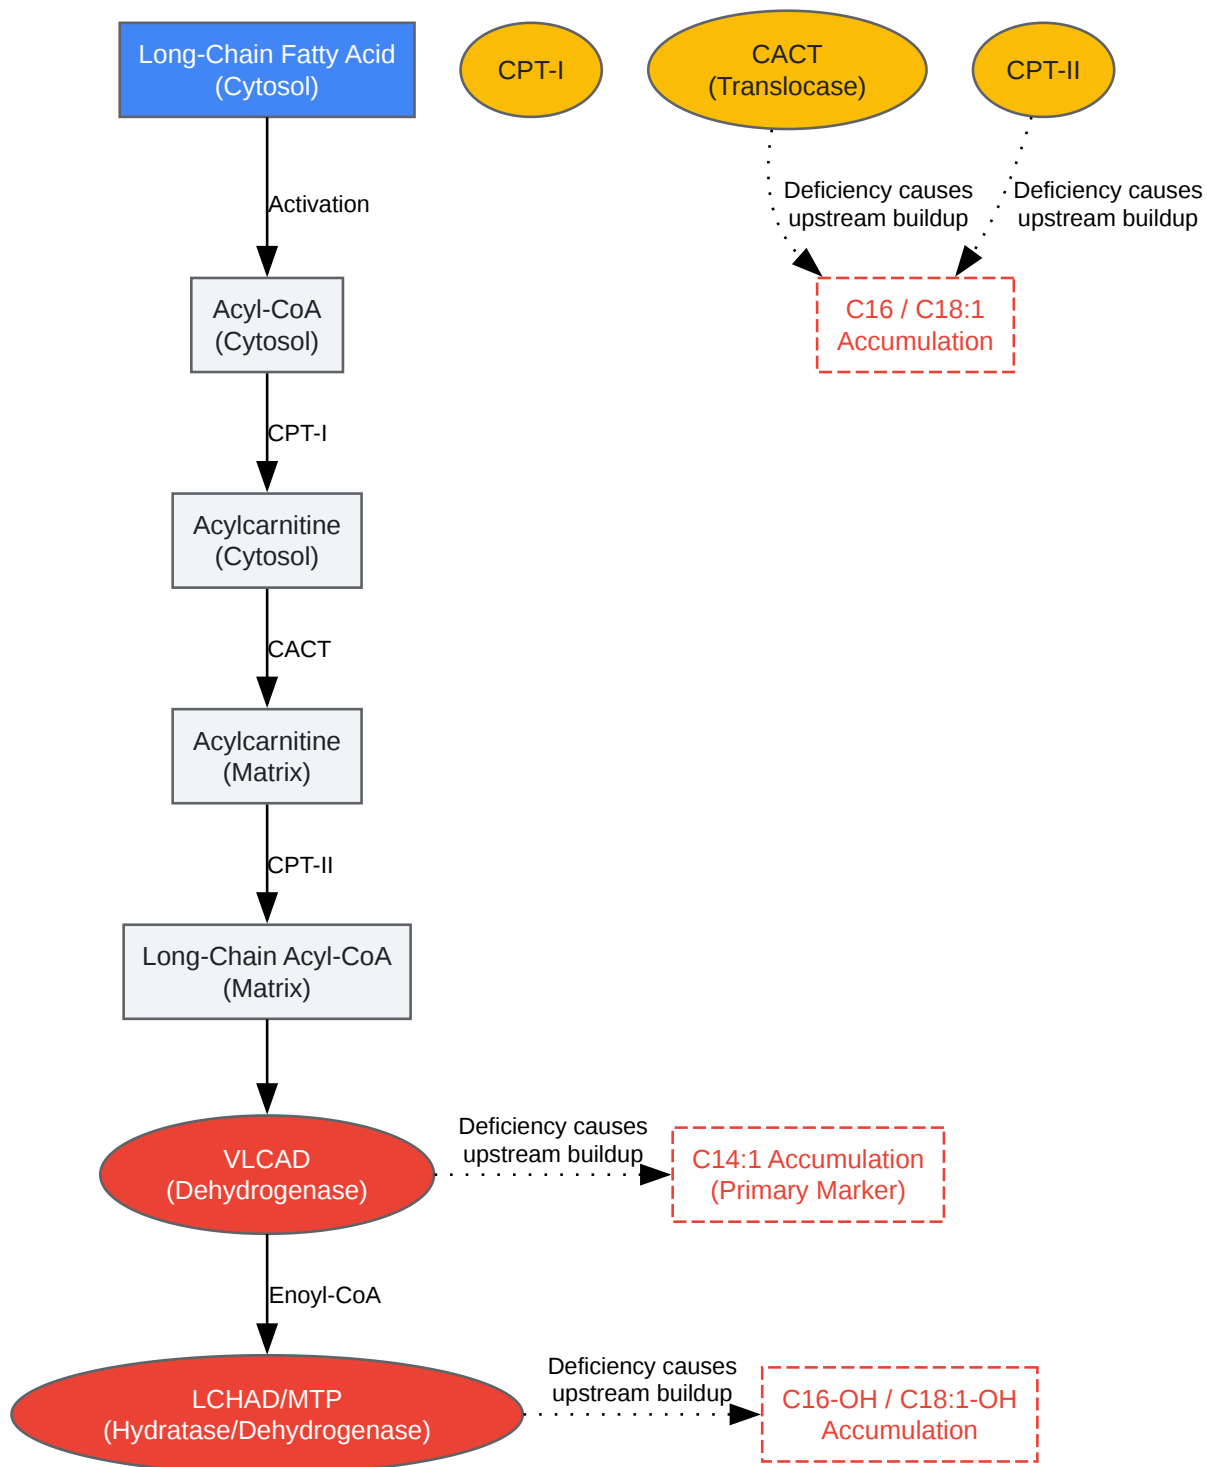 Long-Chain Fatty Acid
(Cytosol)
CPT-I
CACT
(Translocase)
CPT-II
Activation
Deficiency causes
upstream buildup
Deficiency causes
upstream buildup
Acyl-CoA
(Cytosol)
C16 / C18:1
Accumulation
CPT-I
Acylcarnitine
(Cytosol)
CACT
Acylcarnitine
(Matrix)
CPT-II
Long-Chain Acyl-CoA
(Matrix)
VLCAD
(Dehydrogenase)
Deficiency causes
upstream buildup
C14:1 Accumulation
(Primary Marker)
Enoyl-CoA
LCHAD/MTP
(Hydratase/Dehydrogenase)
Deficiency causes
upstream buildup
C16-OH / C18:1-OH
Accumulation